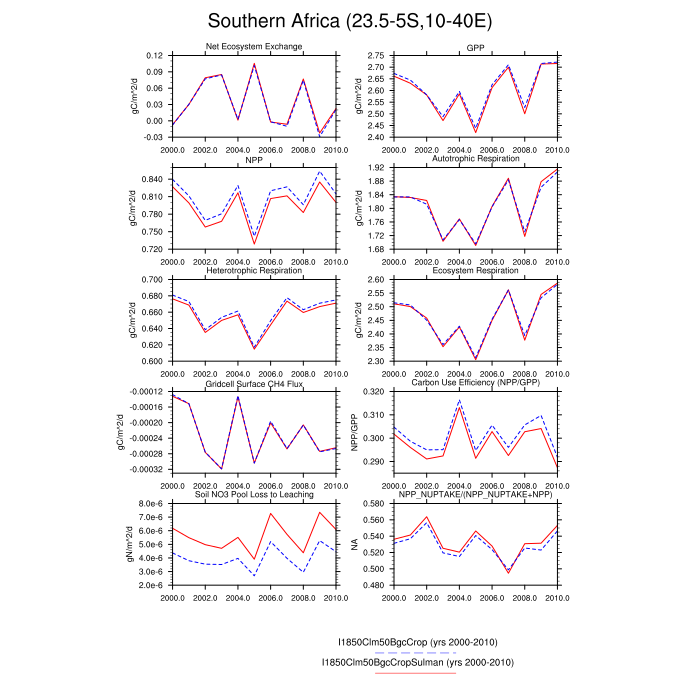 Southern Africa (23.5-5S,10-40E)
Net Ecosystem Exchange
GPP
gC/m^2/d
0.12
0.09
0.06
0.03
0.00
-0.03
2000.0 2002.0 2004.0 2006.0 2008.0 2010.0
gC/m^2/d
2.75
2.70
2.65
2.60
2.55
2.50
2.45
2.40
2000.0 2002.0 2004.0 2006.0 2008.0 2010.0
NPP
Autotrophic Respiration
gC/m^2/d
0.840
0.810
0.780
0.750
0.720
2000.0 2002.0 2004.0 2006.0 2008.0 2010.0
gC/m^2/d
1.92
1.88
1.84
1.80
1.76
1.72
1.68
2000.0 2002.0 2004.0 2006.0 2008.0 2010.0
Heterotrophic Respiration
Ecosystem Respiration
gC/m^2/d
0.700
0.680
0.660
0.640
0.620
0.600
2000.0 2002.0 2004.0 2006.0 2008.0 2010.0
gC/m^2/d
2.60
2.55
2.50
2.45
2.40
2.35
2.30
2000.0 2002.0 2004.0 2006.0 2008.0 2010.0
Gridcell Surface CH4 Flux
Carbon Use Efficiency (NPP/GPP)
gC/m^2/d
-0.00012
-0.00016
-0.00020
-0.00024
-0.00028
-0.00032
2000.0 2002.0 2004.0 2006.0 2008.0 2010.0
NPP/GPP
0.320
0.310
0.300
0.290
2000.0 2002.0 2004.0 2006.0 2008.0 2010.0
Soil NO3 Pool Loss to Leaching
NPP_NUPTAKE/(NPP_NUPTAKE+NPP)
gN/m^2/d
8.0e-6
7.0e-6
6.0e-6
5.0e-6
4.0e-6
3.0e-6
2.0e-6
2000.0 2002.0 2004.0 2006.0 2008.0 2010.0
NA
0.580
0.560
0.540
0.520
0.500
0.480
2000.0 2002.0 2004.0 2006.0 2008.0 2010.0
I1850Clm50BgcCrop (yrs 2000-2010)
I1850Clm50BgcCropSulman (yrs 2000-2010)